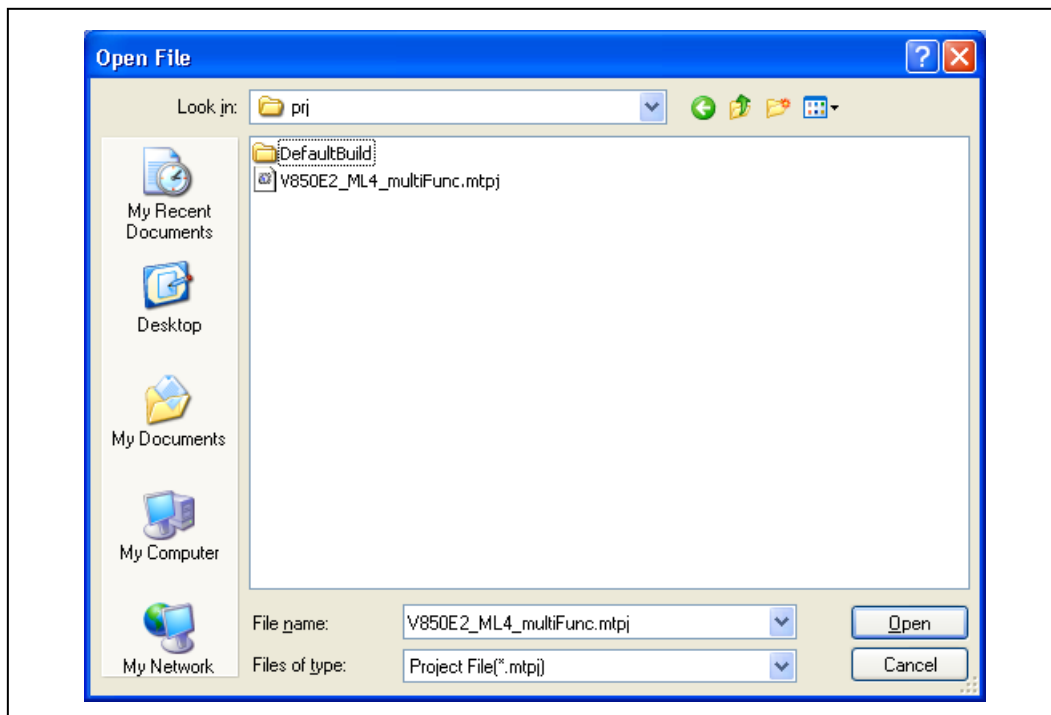 Open File
Look in:
prj
DefaultBuild
V850E2_ML4_multiFunc.mtpj
My Recent
Documents
Desktop
My Documents
My Computer
My Network
File name:
V850E2_ML4_multiFunc.mtpj
Open
Files of type:
Project File(*.mtpj)
Cancel